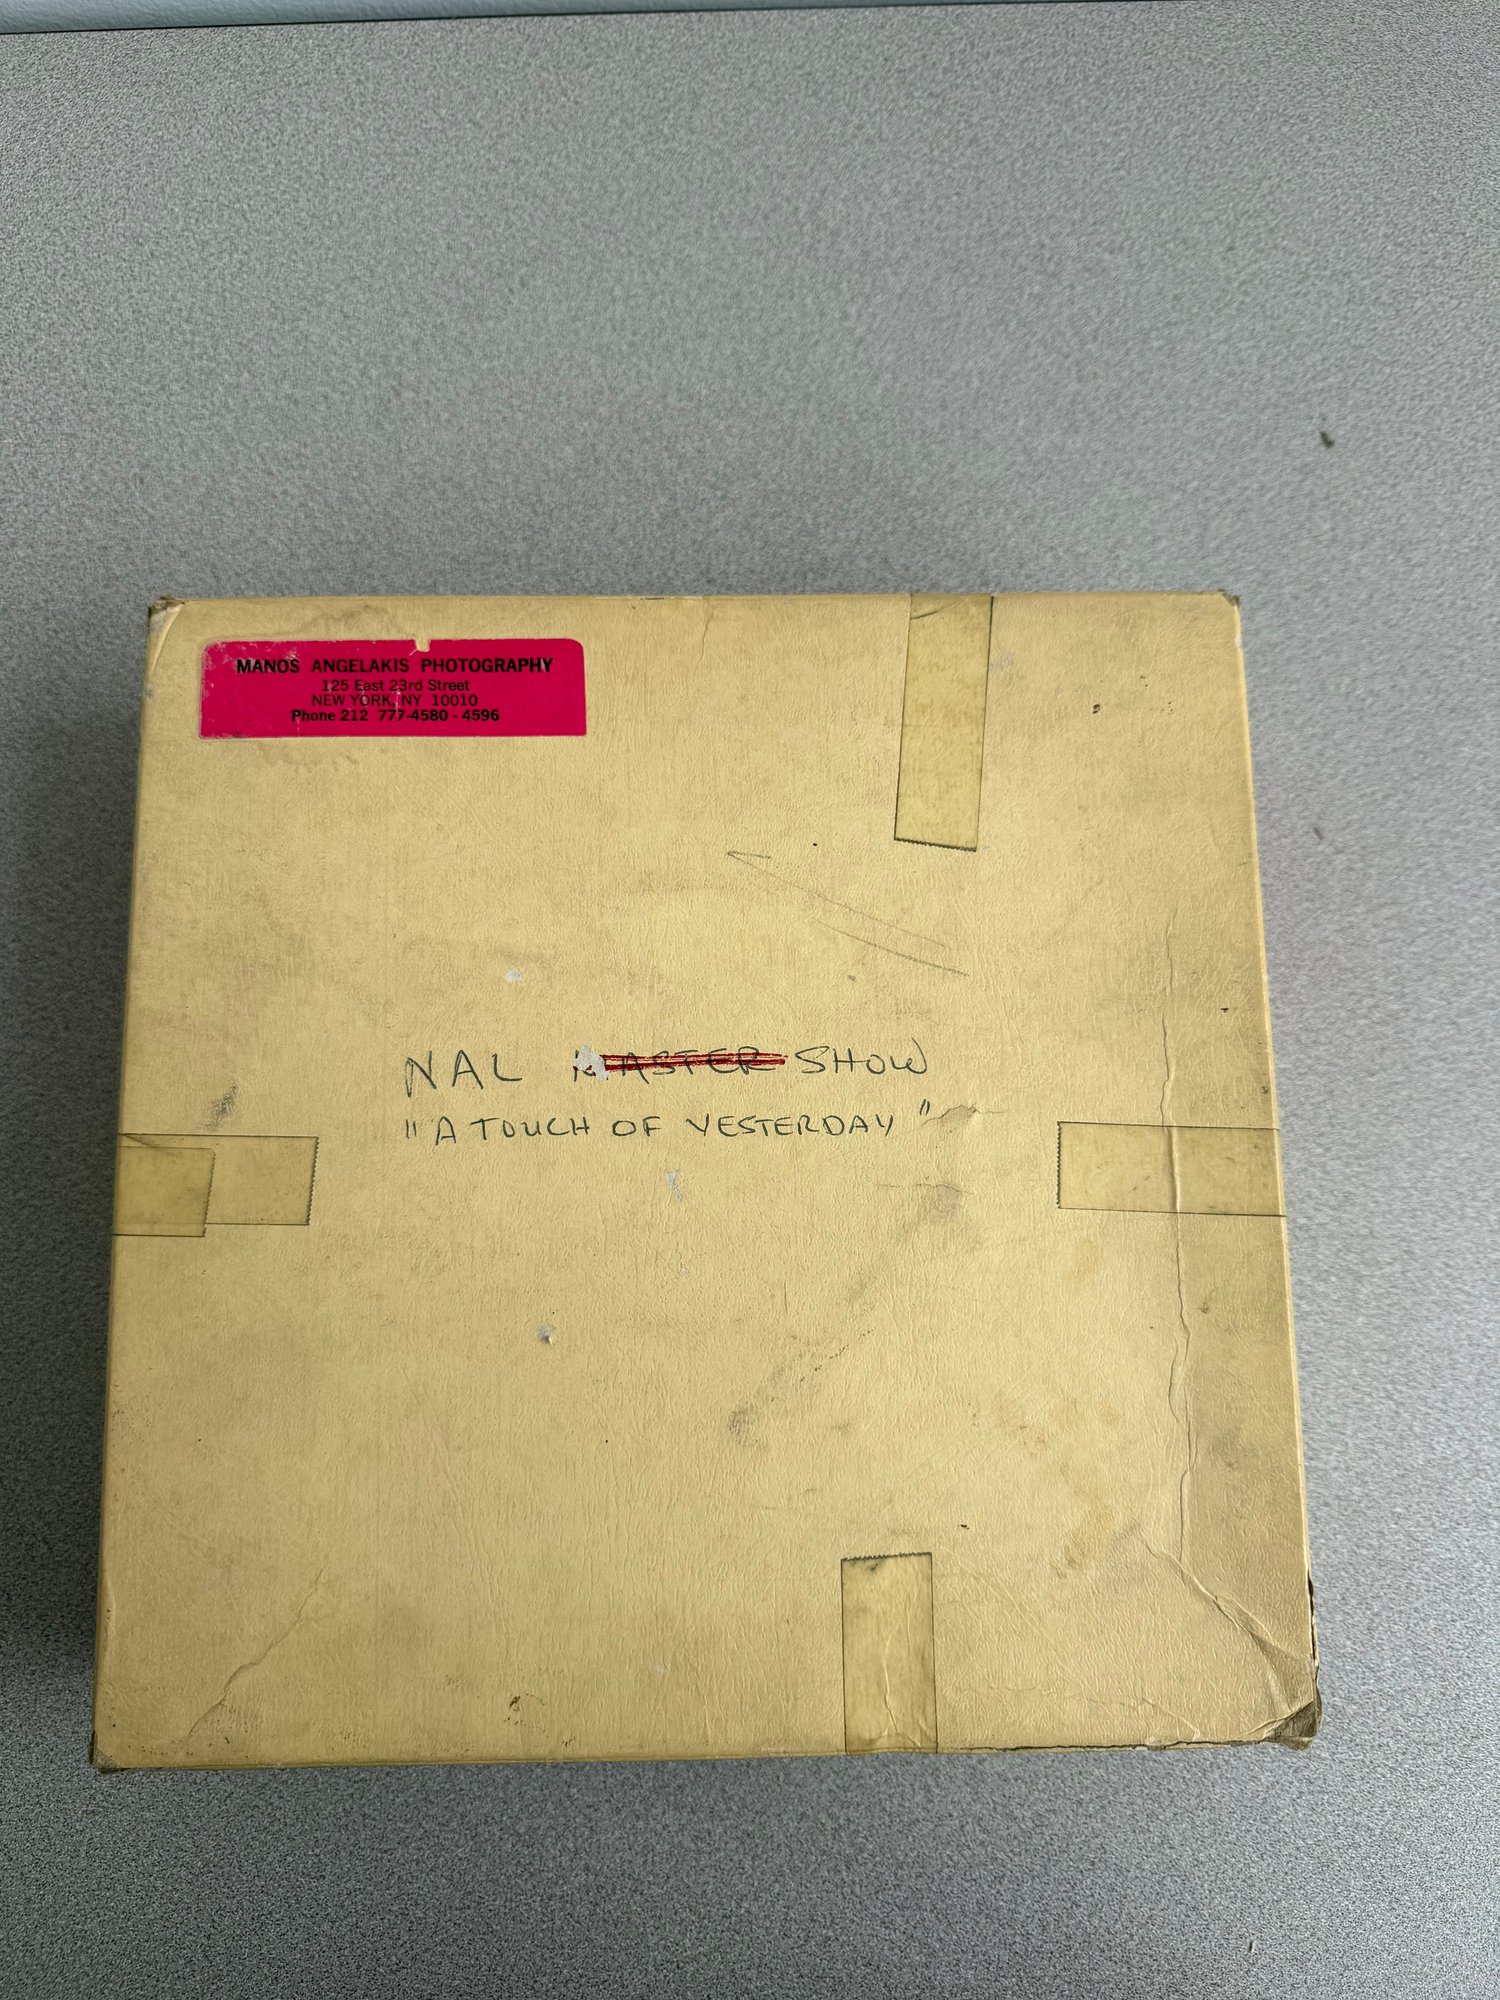 MANOS ANGELAKIS PHOTOGRAPHY
125 East 23rd Street
NEW YORK, NY 10010
Phone 212 777-4580 - 4596
NAL MASTER SHOW
"A TOUCH OF YESTERDAY"